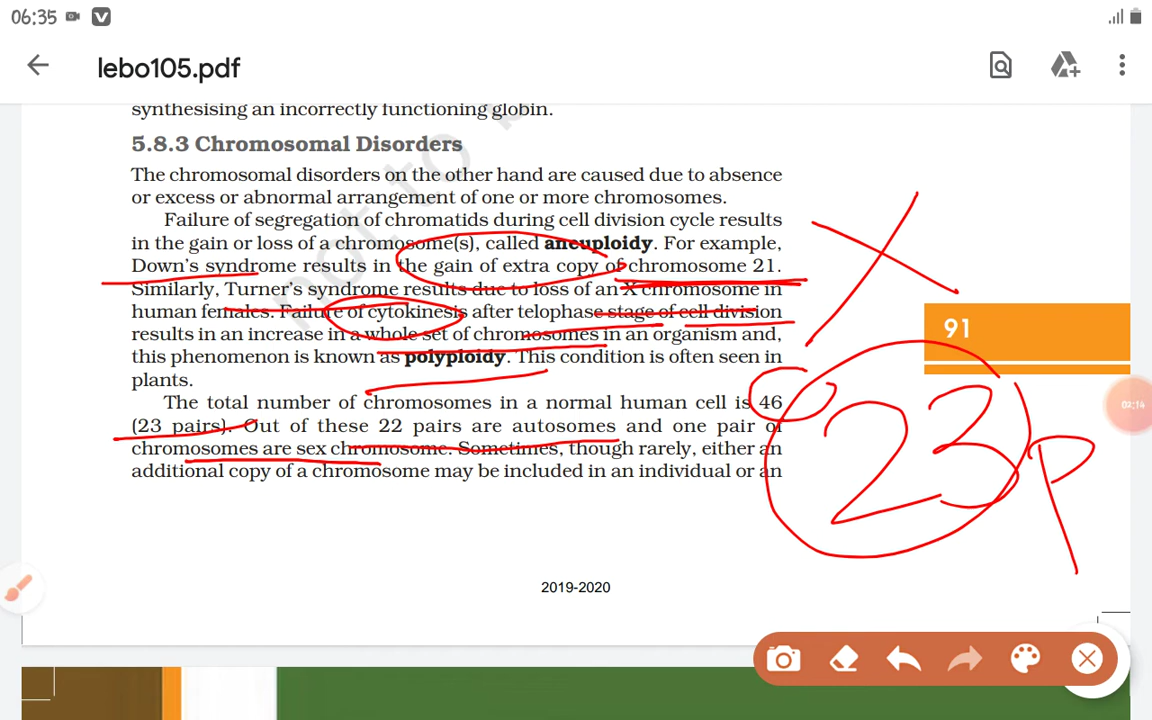 06:35
lebo105.pdf
synthesising an incorrectly functioning globin.
5.8.3 Chromosomal Disorders
The chromosomal disorders on the other hand are caused due to absence
or excess or abnormal arrangement of one or more chromosomes.
Failure of segregation of chromatids during cell division cycle results
in the gain or loss of a chromosome(s), called aneuploidy. For example,
Down's syndrome results in the gain of extra copy of chromosome 21.
Similarly, Turner's syndrome results due to loss of an X chromosome in
human females. Failure of cytokinesis after telophase stage of cell division
results in an increase in a whole set of chromosomes in an organism and,
this phenomenon is known as polyploidy. This condition is often seen in
plants.
The total number of chromosomes in a normal human cell is 46
(23 pairs). Out of these 22 pairs are autosomes and one pair of
chromosomes are sex chromosome. Sometimes, though rarely, either an
additional copy of a chromosome may be included in an individual or an
X
91
02:14
23 P
not to
2019-2020